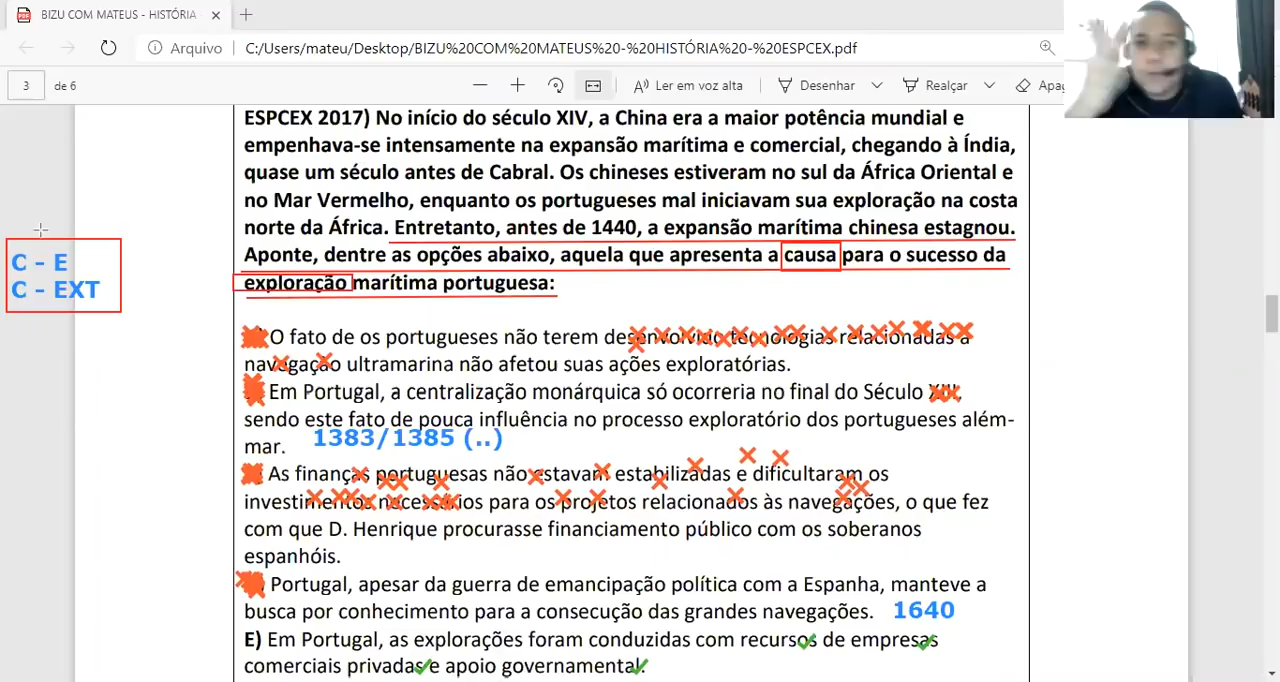 BIZU COM MATEUS - HISTÓRIA
Arquivo
C:/Users/mateu/Desktop/BIZU%20COM%20MATEUS%20-%20HISTÓRIA%20-%20ESPCEX.pdf
3 de 6
Ler em voz alta
Desenhar
Realçar
Apag
ESPCEX 2017) No início do século XIV, a China era a maior potência mundial e
empenhava-se intensamente na expansão marítima e comercial, chegando à Índia,
quase um século antes de Cabral. Os chineses estiveram no sul da África Oriental e
no Mar Vermelho, enquanto os portugueses mal iniciavam sua exploração na costa
norte da África. Entretanto, antes de 1440, a expansão marítima chinesa estagnou.
Aponte, dentre as opções abaixo, aquela que apresenta a causa para o sucesso da
exploração marítima portuguesa:
C - E
C - EXT
O fato de os portugueses não terem desenvolvido tecnologias relacionadas à
navegação ultramarina não afetou suas ações exploratórias.
Em Portugal, a centralização monárquica só ocorreria no final do Século
sendo este fato de pouca influência no processo exploratório dos portugueses além-
mar.
1383/1385 (..)
As finanças portuguesas não estavam estabilizadas e dificultaram os
investimentos necessários para os projetos relacionados às navegações, o que fez
com que D. Henrique procurasse financiamento público com os soberanos
espanhóis.
Portugal, apesar da guerra de emancipação política com a Espanha, manteve a
busca por conhecimento para a consecução das grandes navegações.
1640
E) Em Portugal, as explorações foram conduzidas com recursos de empresas
comerciais privadas e apoio governamental.